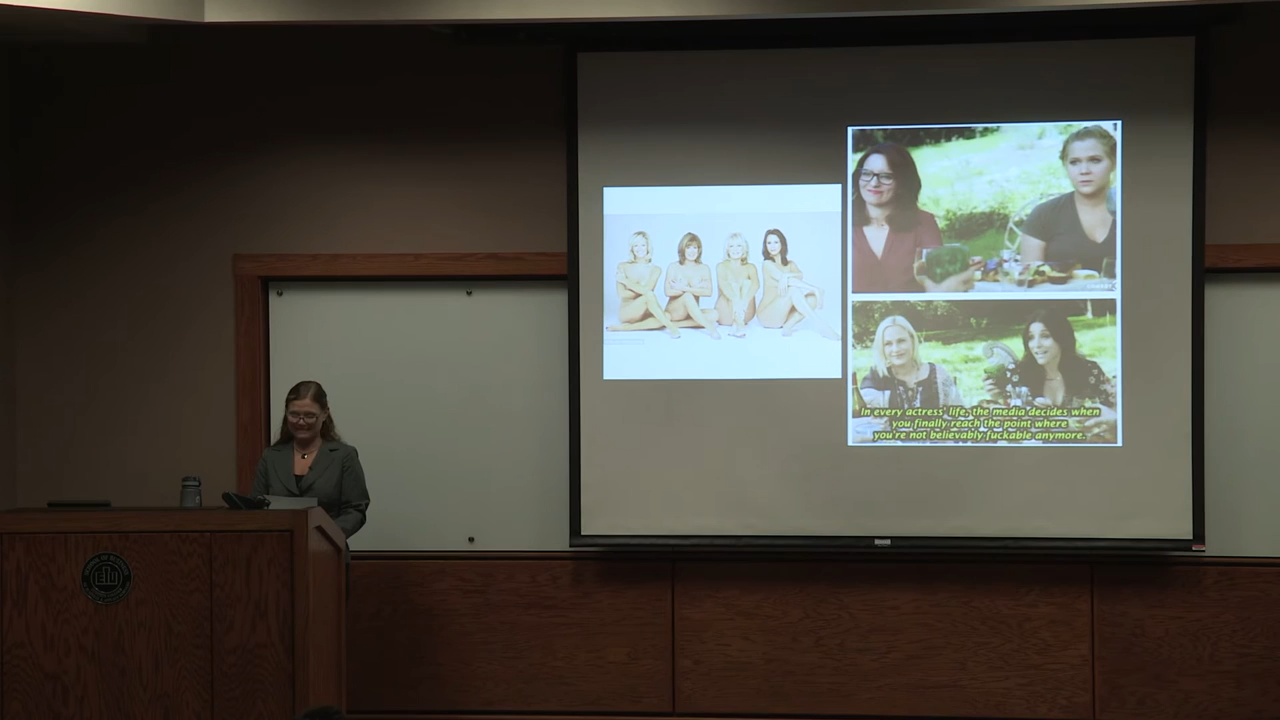 In every actress' life, the media decides when
you finally reach the point where
you're not believably fuckable anymore.